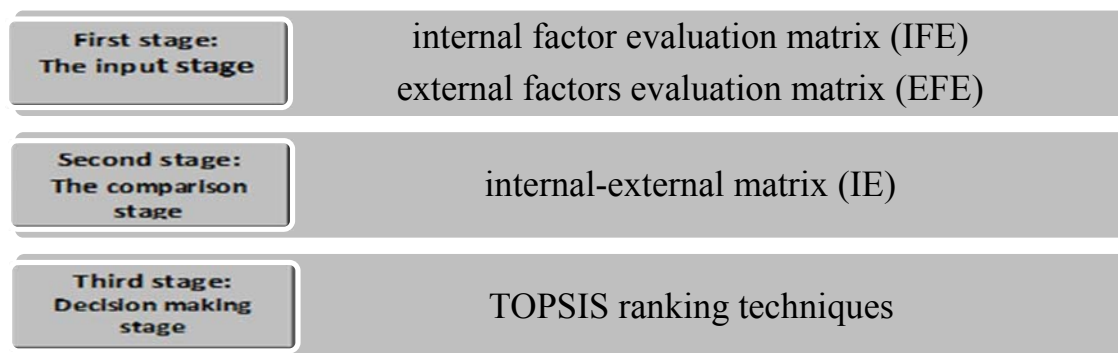 First stage:
The input stage
internal factor evaluation matrix (IFE)
external factors evaluation matrix (EFE)
Second stage:
The comparison
stage
internal-external matrix (IE)
Third stage:
Decision making
stage
TOPSIS ranking techniques